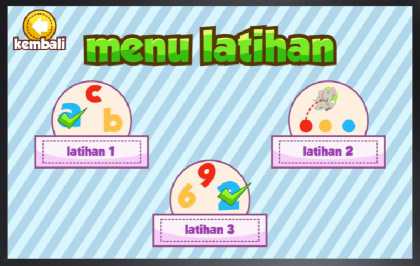 kembali
menu latihan
c
a b
latihan 1
latihan 2
9
6 a
latihan 3